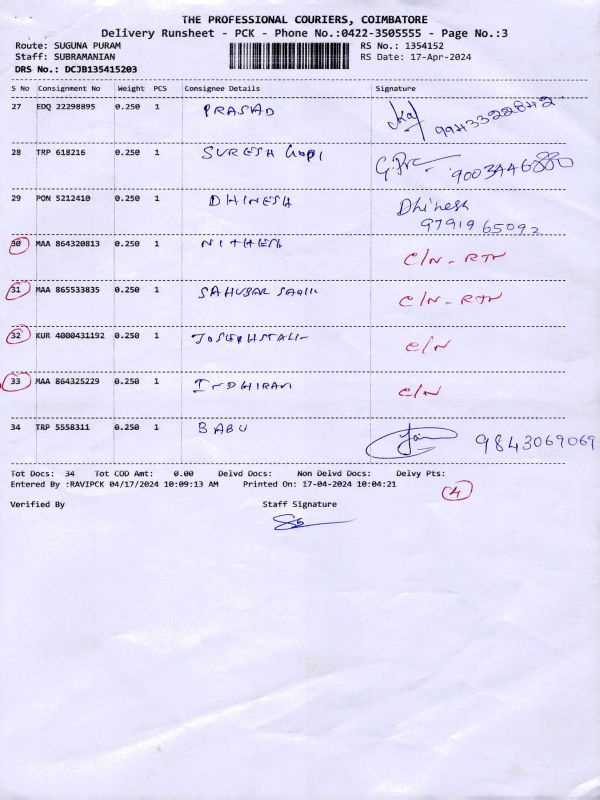 THE PROFESSIONAL COURIERS, COIMBATORE
Delivery Runsheet - PCK - Phone No.:0422-3505555 - Page No.:3
Route: SUGUNA PURAM RS No.: 1354152
Staff: SUBRAMANIAN RS Date: 17-Apr-2024
DRS No.: DCJB135415203
S No Consignment No Weight PCS Consignee Details Signature
27 EDQ 22298895 0.250 1 PRASAD
28 TRP 618216 0.250 1 SURESH GOPI 9003446880
29 PON 5212410 0.250 1 DHINESH Dhinesh
9791965092
30 MAA 864320813 0.250 1 NITHESH C/N - RTN
31 MAA 865533835 0.250 1 SAHUBAR C/N - RTN
32 KUR 4000431192 0.250 1 C/N
33 MAA 864325229 0.250 1 INDHIRAN C/N
34 TRP 5558311 0.250 1 BABU 9843069069
Tot Docs: 34 Tot COD Amt: 0.00 Delvd Docs: Non Delvd Docs: Delvy Pts:
Entered By :RAVIPCK 04/17/2024 10:09:13 AM Printed On: 17-04-2024 10:04:21
4
Verified By Staff Signature